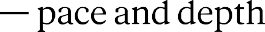 — pace and depth